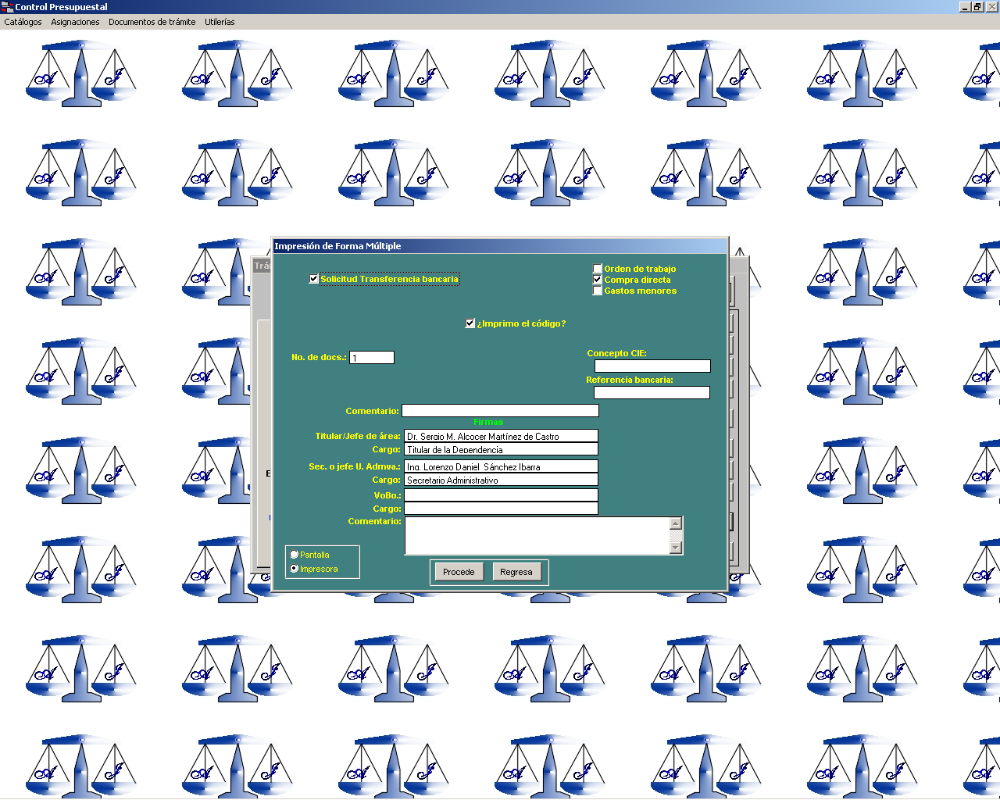 Control Presupuestal
Catálogos Asignaciones Documentos de trámite Utilerías
Trá
Impresión de Forma Múltiple
Solicitud Transferencia bancaria
Orden de trabajo
Compra directa
Gastos menores
¿Imprimo el código?
No. de docs.: 1
Concepto CIE:
Referencia bancaria:
Comentario:
Firmas
Titular/Jefe de área: Dr. Sergio M. Alcocer Martínez de Castro
Cargo: Titular de la Dependencia
Sec. o jefe U. Admva.: Ing. Lorenzo Daniel Sánchez Ibarra
Cargo: Secretario Administrativo
VoBo.:
Cargo:
Comentario:
Pantalla
Impresora
Procede Regresa